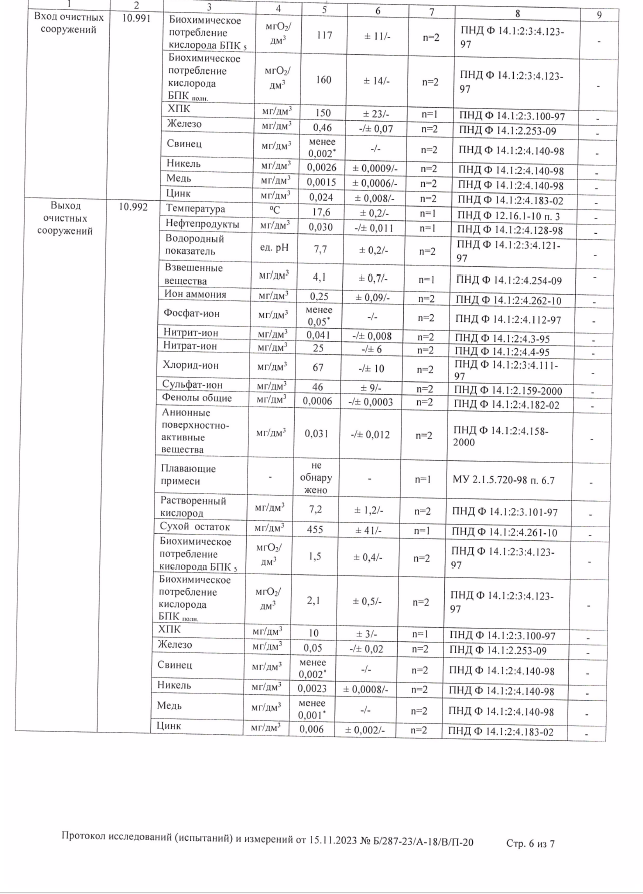 1 2 3 4 5 6 7 8 9
Вход очистных сооружений 10.991 Биохимическое потребление кислорода БПК 5 мгО2/дм3 117 ± 11/- n=2 ПНД Ф 14.1:2:3:4.123-97 -
Биохимическое потребление кислорода БПК полн. мгО2/дм3 160 ± 14/- n=2 ПНД Ф 14.1:2:3:4.123-97 -
ХПК мг/дм3 150 ± 23/- n=1 ПНД Ф 14.1:2:3.100-97 -
Железо мг/дм3 0,46 -/± 0,07 n=2 ПНД Ф 14.1:2.253-09 -
Свинец мг/дм3 менее 0,002* -/- n=2 ПНД Ф 14.1:2:4.140-98 -
Никель мг/дм3 0,0026 ± 0,0009/- n=2 ПНД Ф 14.1:2:4.140-98 -
Медь мг/дм3 0,0015 ± 0,0006/- n=2 ПНД Ф 14.1:2:4.140-98 -
Цинк мг/дм3 0,024 ± 0,008/- n=2 ПНД Ф 14.1:2:4.183-02 -
Выход очистных сооружений 10.992 Температура °С 17,6 ± 0,2/- n=1 ПНД Ф 12.16.1-10 п. 3 -
Нефтепродукты мг/дм3 0,030 -/± 0,011 n=1 ПНД Ф 14.1:2:4.128-98 -
Водородный показатель ед. pH 7,7 ± 0,2/- n=2 ПНД Ф 14.1:2:3:4.121-97 -
Взвешенные вещества мг/дм3 4,1 ± 0,7/- n=1 ПНД Ф 14.1:2:4.254-09 -
Ион аммония мг/дм3 0,25 ± 0,09/- n=2 ПНД Ф 14.1:2:4.262-10 -
Фосфат-ион мг/дм3 менее 0,05* -/- n=2 ПНД Ф 14.1:2:4.112-97 -
Нитрит-ион мг/дм3 0,041 -/± 0,008 n=2 ПНД Ф 14.1:2:4.3-95 -
Нитрат-ион мг/дм3 25 -/± 6 n=2 ПНД Ф 14.1:2:4.4-95 -
Хлорид-ион мг/дм3 67 -/± 10 n=2 ПНД Ф 14.1:2:3:4.111-97 -
Сульфат-ион мг/дм3 46 ± 9/- n=2 ПНД Ф 14.1:2.159-2000 -
Фенолы общие мг/дм3 0,0006 -/± 0,0003 n=2 ПНД Ф 14.1:2:4.182-02 -
Анионные поверхностно-активные вещества мг/дм3 0,031 -/± 0,012 n=2 ПНД Ф 14.1:2:4.158-2000 -
Плавающие примеси - не обнаружено - n=1 МУ 2.1.5.720-98 п. 6.7 -
Растворенный кислород мг/дм3 7,2 ± 1,2/- n=2 ПНД Ф 14.1:2:3.101-97 -
Сухой остаток мг/дм3 455 ± 41/- n=1 ПНД Ф 14.1:2:4.261-10 -
Биохимическое потребление кислорода БПК 5 мгО2/дм3 1,5 ± 0,4/- n=2 ПНД Ф 14.1:2:3:4.123-97 -
Биохимическое потребление кислорода БПК полн. мгО2/дм3 2,1 ± 0,5/- n=2 ПНД Ф 14.1:2:3:4.123-97 -
ХПК мг/дм3 10 ± 3/- n=1 ПНД Ф 14.1:2:3.100-97 -
Железо мг/дм3 0,05 -/± 0,02 n=2 ПНД Ф 14.1:2.253-09 -
Свинец мг/дм3 менее 0,002* -/- n=2 ПНД Ф 14.1:2:4.140-98 -
Никель мг/дм3 0,0023 ± 0,0008/- n=2 ПНД Ф 14.1:2:4.140-98 -
Медь мг/дм3 менее 0,001* -/- n=2 ПНД Ф 14.1:2:4.140-98 -
Цинк мг/дм3 0,006 ± 0,002/- n=2 ПНД Ф 14.1:2:4.183-02 -
Протокол исследований (испытаний) и измерений от 15.11.2023 № Б/287-23/А-18/В/П-20 Стр. 6 из 7